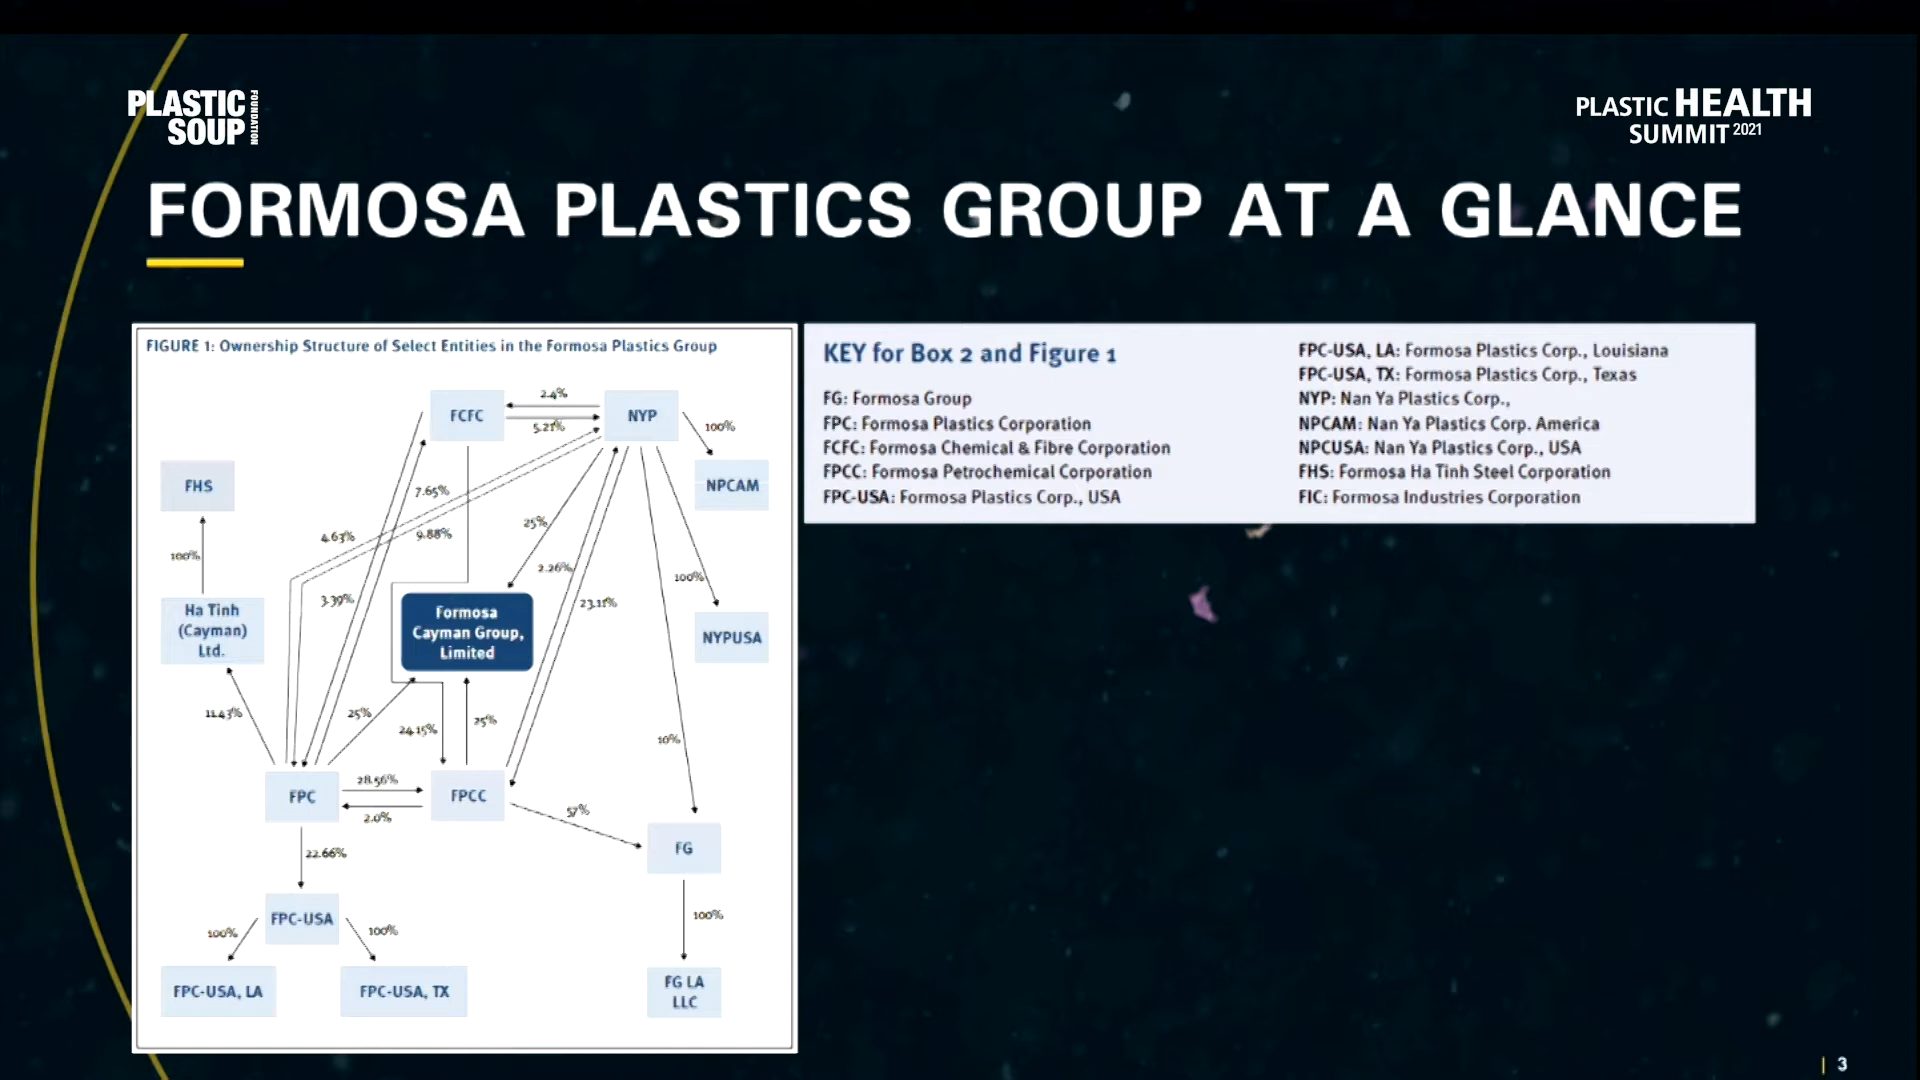 PLASTIC
SOUP
FOUNDATION
PLASTIC HEALTH
SUMMIT 2021
FORMOSA PLASTICS GROUP AT A GLANCE
FIGURE 1: Ownership Structure of Select Entities in the Formosa Plastics Group
FCFC
2.4%
5.21%
NYP
100%
NPCAM
FHS
7.65%
4.63%
9.88%
25%
100%
2.26%
100%
3.39%
23.11%
Ha Tinh
(Cayman)
Ltd.
Formosa
Cayman Group,
Limited
NYPUSA
11.43%
25%
24.15%
25%
10%
FPC
28.56%
2.0%
FPCC
57%
FG
22.66%
FPC-USA
100%
100%
100%
FPC-USA, LA
FPC-USA, TX
FG LA
LLC
KEY for Box 2 and Figure 1
FG: Formosa Group
FPC: Formosa Plastics Corporation
FCFC: Formosa Chemical & Fibre Corporation
FPCC: Formosa Petrochemical Corporation
FPC-USA: Formosa Plastics Corp., USA
FPC-USA, LA: Formosa Plastics Corp., Louisiana
FPC-USA, TX: Formosa Plastics Corp., Texas
NYP: Nan Ya Plastics Corp.,
NPCAM: Nan Ya Plastics Corp. America
NPCUSA: Nan Ya Plastics Corp., USA
FHS: Formosa Ha Tinh Steel Corporation
FIC: Formosa Industries Corporation
| 3